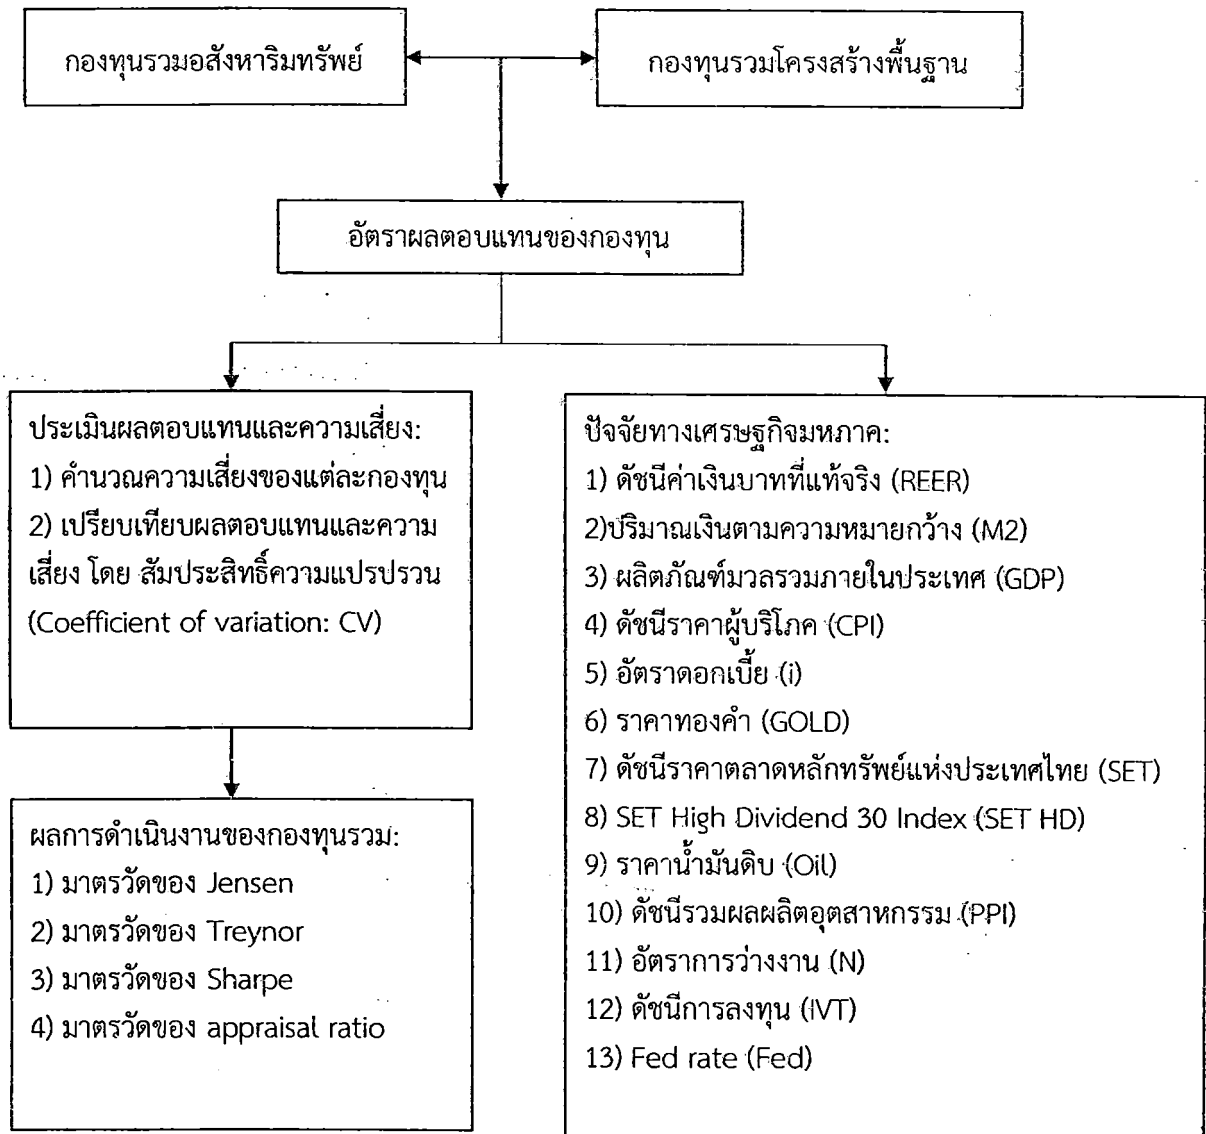 กองทุนรวมอสังหาริมทรัพย์
กองทุนรวมโครงสร้างพื้นฐาน
อัตราผลตอบแทนของกองทุน
ประเมินผลตอบแทนและความเสี่ยง:
1) คำนวณความเสี่ยงของแต่ละกองทุน
2) เปรียบเทียบผลตอบแทนและความ
เสี่ยง โดย สัมประสิทธิ์ความแปรปรวน
(Coefficient of variation: CV)
ผลการดำเนินงานของกองทุนรวม:
1) มาตรวัดของ Jensen
2) มาตรวัดของ Treynor
3) มาตรวัดของ Sharpe
4) มาตรวัดของ appraisal ratio
ปัจจัยทางเศรษฐกิจมหภาค:
1) ดัชนีค่าเงินบาทที่แท้จริง (REER)
2)ปริมาณเงินตามความหมายกว้าง (M2)
3) ผลิตภัณฑ์มวลรวมภายในประเทศ (GDP)
4) ดัชนีราคาผู้บริโภค (CPI)
5) อัตราดอกเบี้ย (i)
6) ราคาทองคำ (GOLD)
7) ดัชนีราคาตลาดหลักทรัพย์แห่งประเทศไทย (SET)
8) SET High Dividend 30 Index (SET HD)
9) ราคาน้ำมันดิบ (Oil)
10) ดัชนีรวมผลผลิตอุตสาหกรรม (PPI)
11) อัตราการว่างงาน (N)
12) ดัชนีการลงทุน (IVT)
13) Fed rate (Fed)